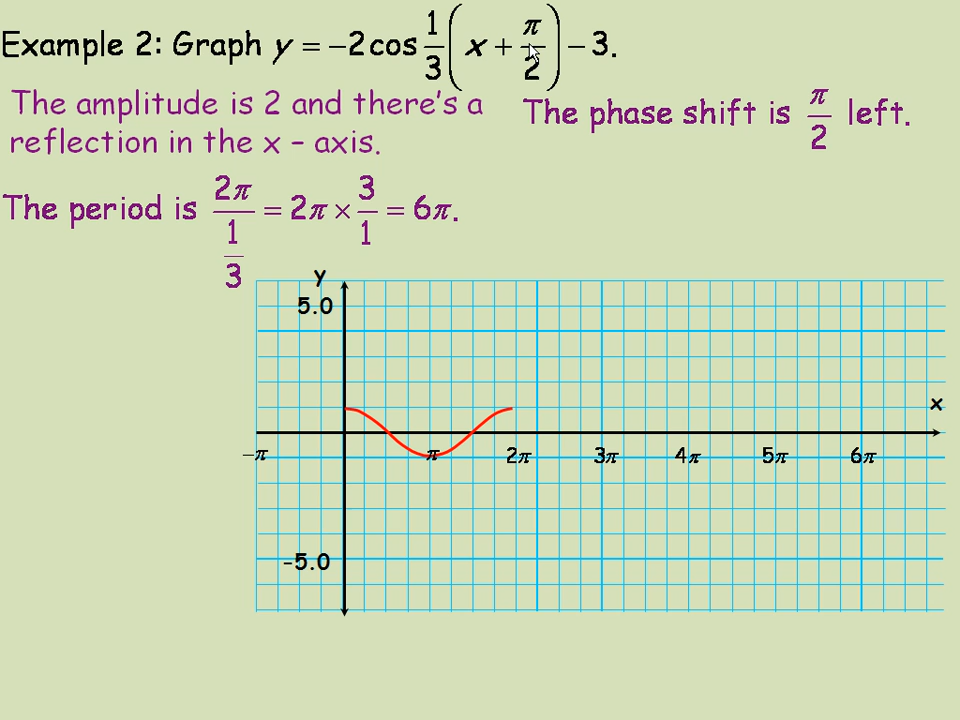 Example 2: Graph y = −2cos 1/3 (x + π/2) − 3.
The amplitude is 2 and there's a
reflection in the x – axis.
The phase shift is π/2 left.
The period is 2π/(1/3) = 2π × 3/1 = 6π.
y
5.0
x
−π π 2π 3π 4π 5π 6π
-5.0